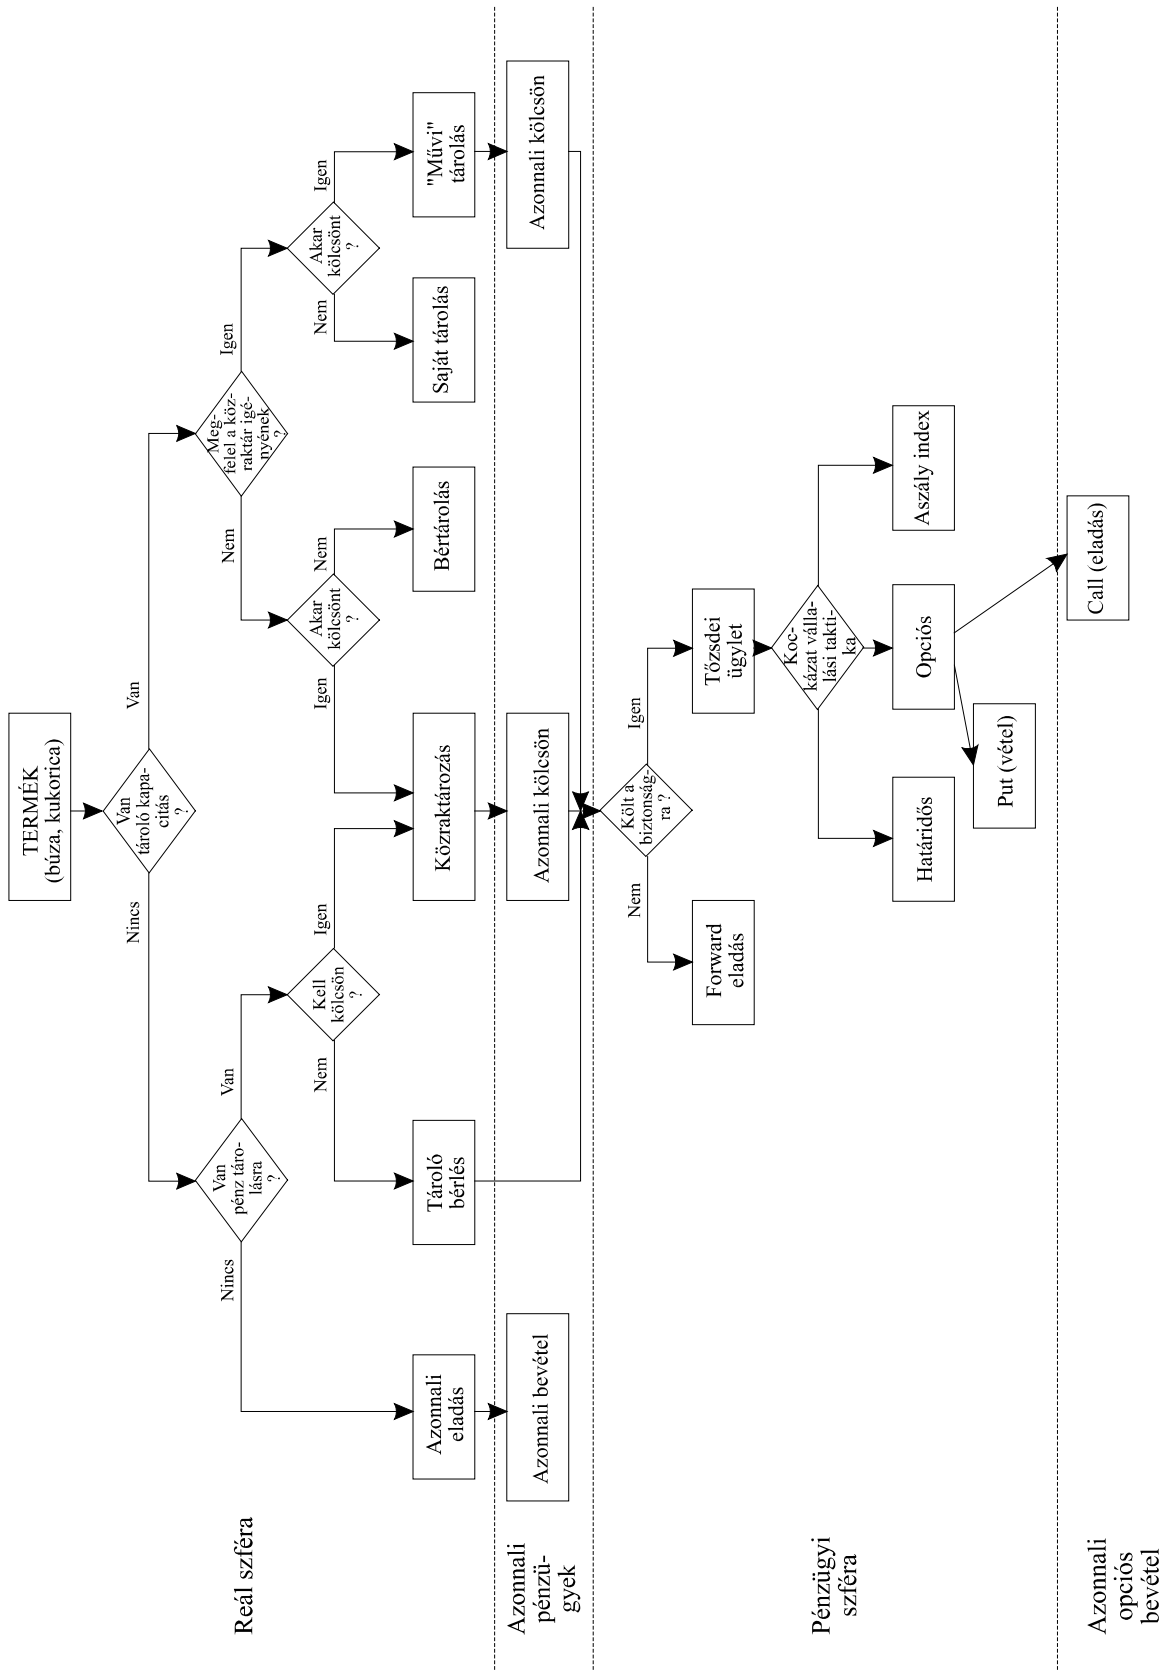 TERMÉK
(búza, kukorica)
Van
tároló kapa-
citás
?
Nincs
Van
Van
pénz táro-
lásra
?
Meg-
felel a köz-
raktár igé-
nyének
?
Nincs
Van
Nem
Igen
Kell
kölcsön
?
Akar
kölcsönt
?
Akar
kölcsönt
?
Nem
Igen
Igen
Nem
Nem
Igen
Reál szféra
Azonnali
eladás
Tároló
bérlés
Közraktározás
Bértárolás
Saját tárolás
"Művi"
tárolás
Azonnali
pénzü-
gyek
Azonnali bevétel
Azonnali kölcsön
Azonnali kölcsön
Költ a
biztonság-
ra ?
Nem
Igen
Forward
eladás
Tőzsdei
ügylet
Pénzügyi
szféra
Koc-
kázat válla-
lási takti-
ka
Határidős
Opciós
Aszály index
Put (vétel)
Azonnali
opciós
bevétel
Call (eladás)